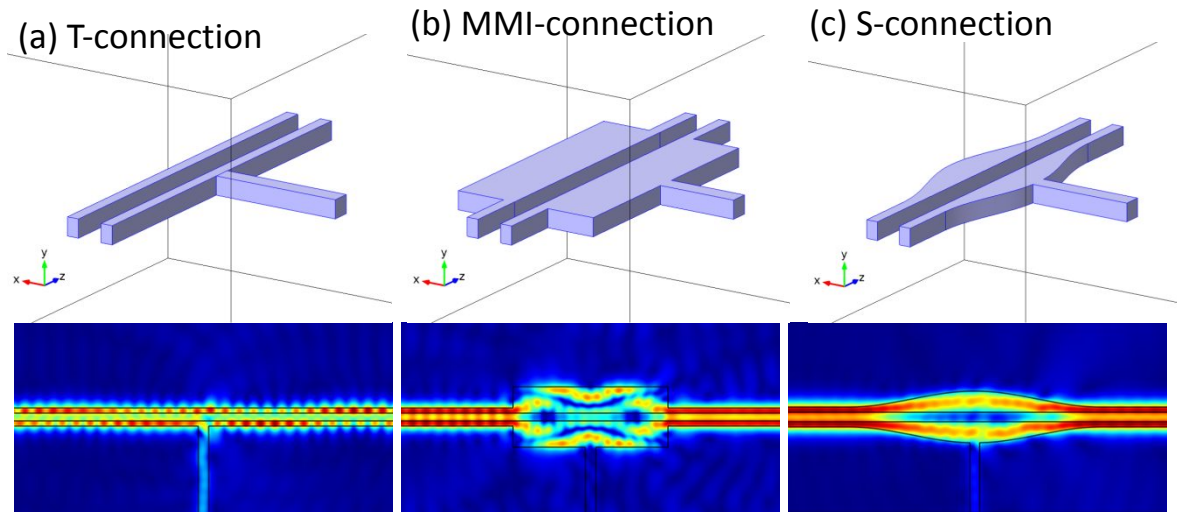 (a) T-connection
(b) MMI-connection
(c) S-connection
y
x
z
y
x
z
y
x
z